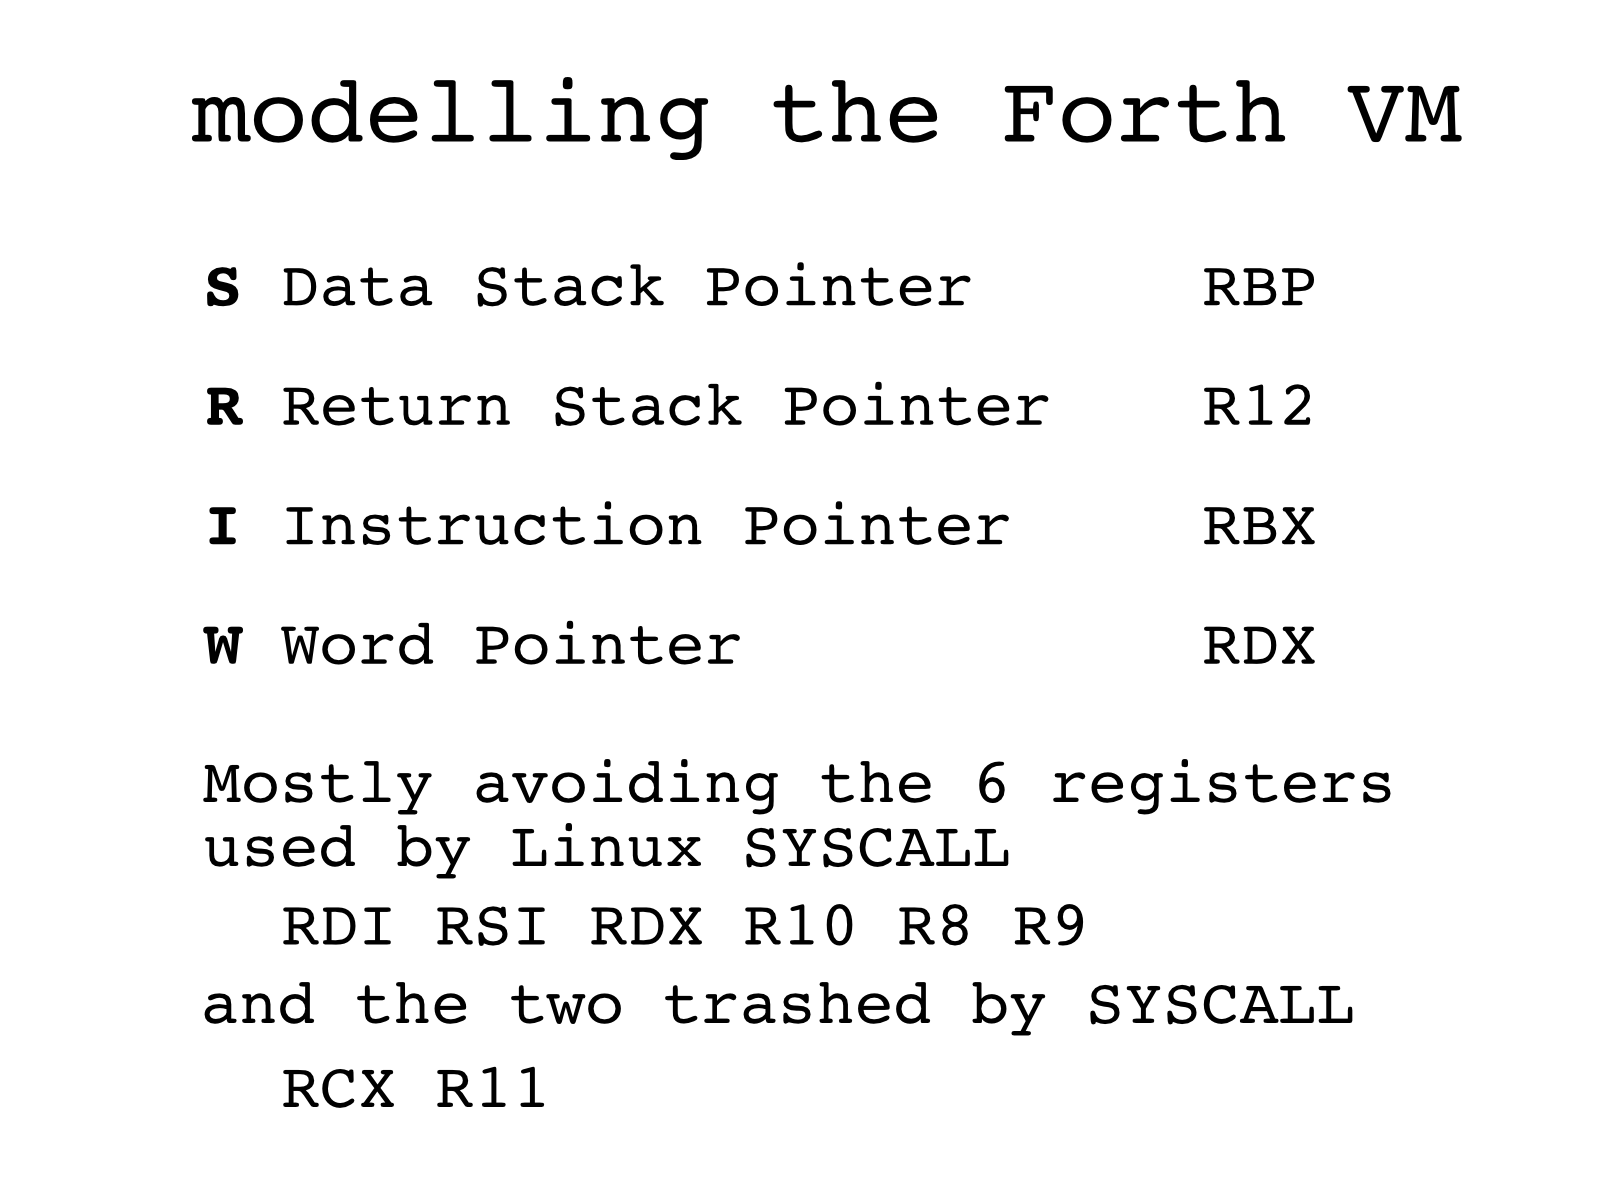 modelling the Forth VM
S Data Stack Pointer RBP
R Return Stack Pointer R12
I Instruction Pointer RBX
W Word Pointer RDX
Mostly avoiding the 6 registers
used by Linux SYSCALL
RDI RSI RDX R10 R8 R9
and the two trashed by SYSCALL
RCX R11